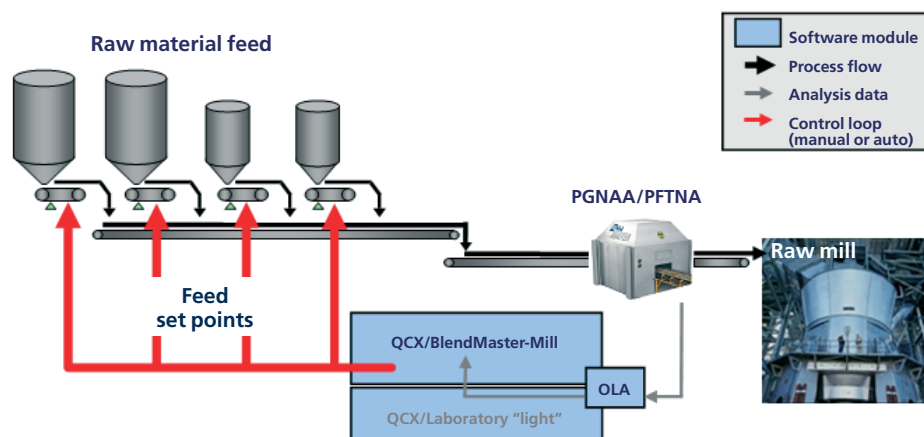 Raw material feed
Software module
Process flow
Analysis data
Control loop
(manual or auto)
PGNAA/PFTNA
Raw mill
Feed
set points
QCX/BlendMaster-Mill
OLA
QCX/Laboratory “light”